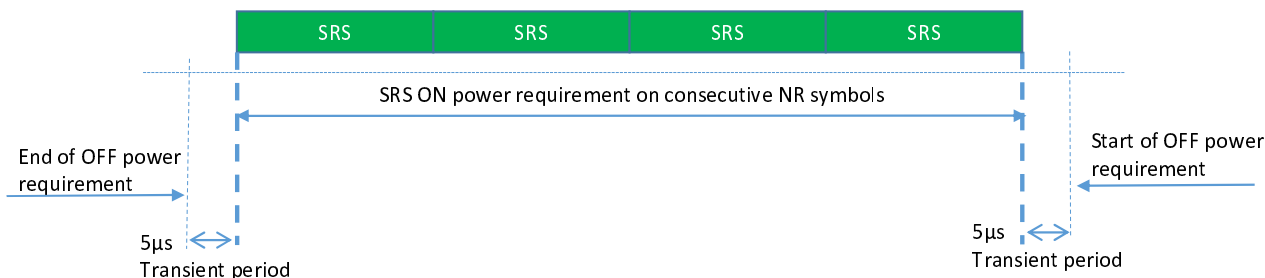 SRS SRS SRS SRS
SRS ON power requirement on consecutive NR symbols
End of OFF power
requirement
Start of OFF power
requirement
5µs
Transient period
5µs
Transient period